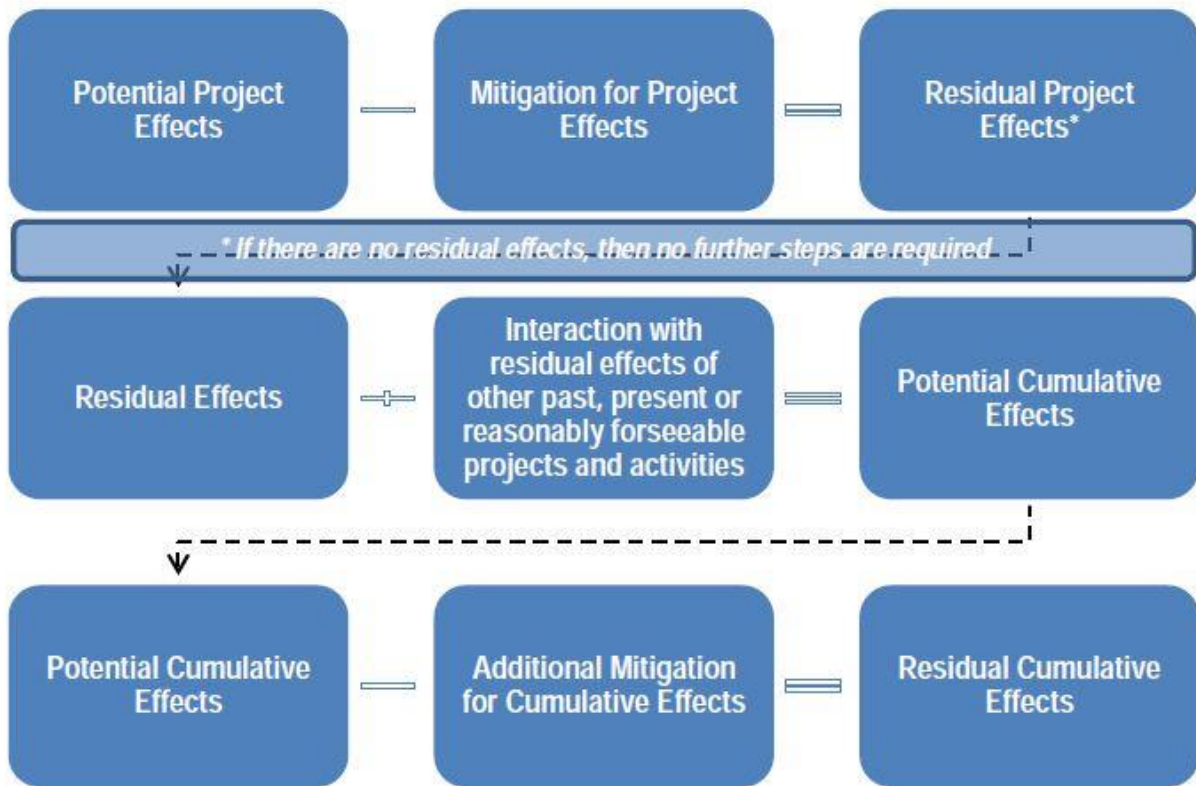 Potential Project
Effects
Mitigation for Project
Effects
Residual Project
Effects*
* If there are no residual effects, then no further steps are required
Residual Effects
Interaction with
residual effects of
other past, present or
reasonably forseeable
projects and activities
Potential Cumulative
Effects
Potential Cumulative
Effects
Additional Mitigation
for Cumulative Effects
Residual Cumulative
Effects